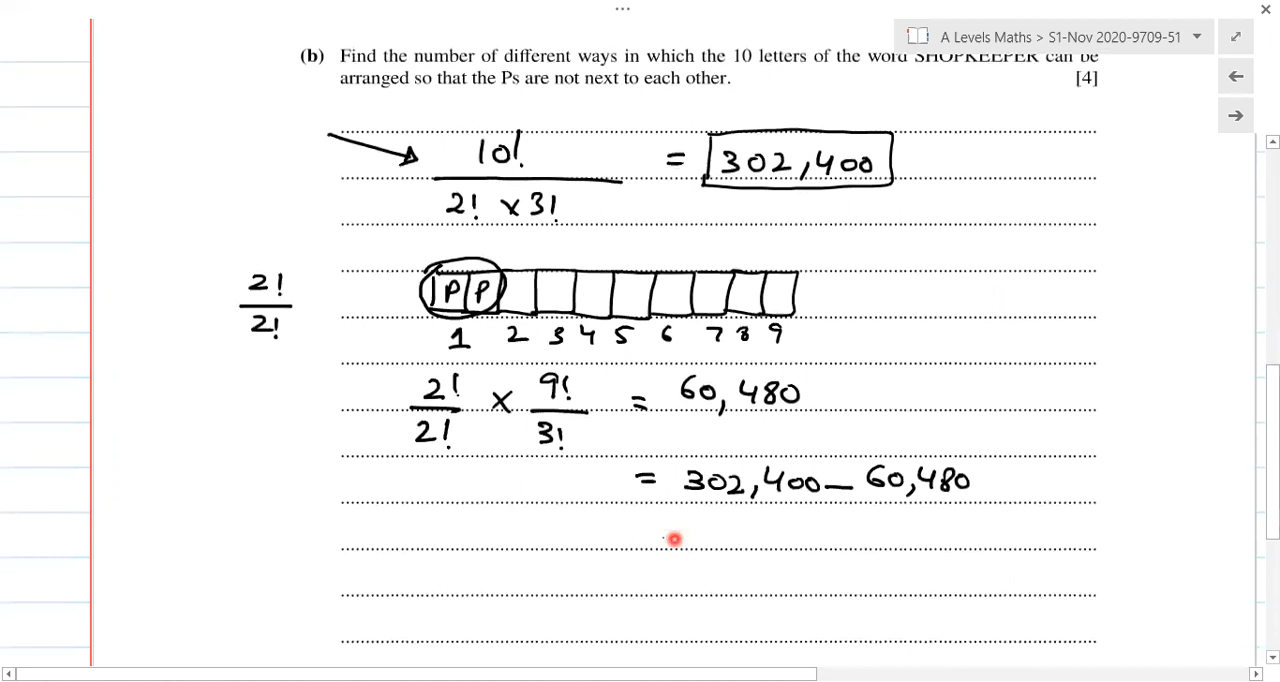 A Levels Maths > S1-Nov 2020-9709-51
(b) Find the number of different ways in which the 10 letters of the word SHOPKEEPER can be
arranged so that the Ps are not next to each other. [4]
10!
2! × 3!
= 302,400
2!
2!
P P
1 2 3 4 5 6 7 8 9
2! × 9! = 60,480
2! 3!
= 302,400 – 60,480